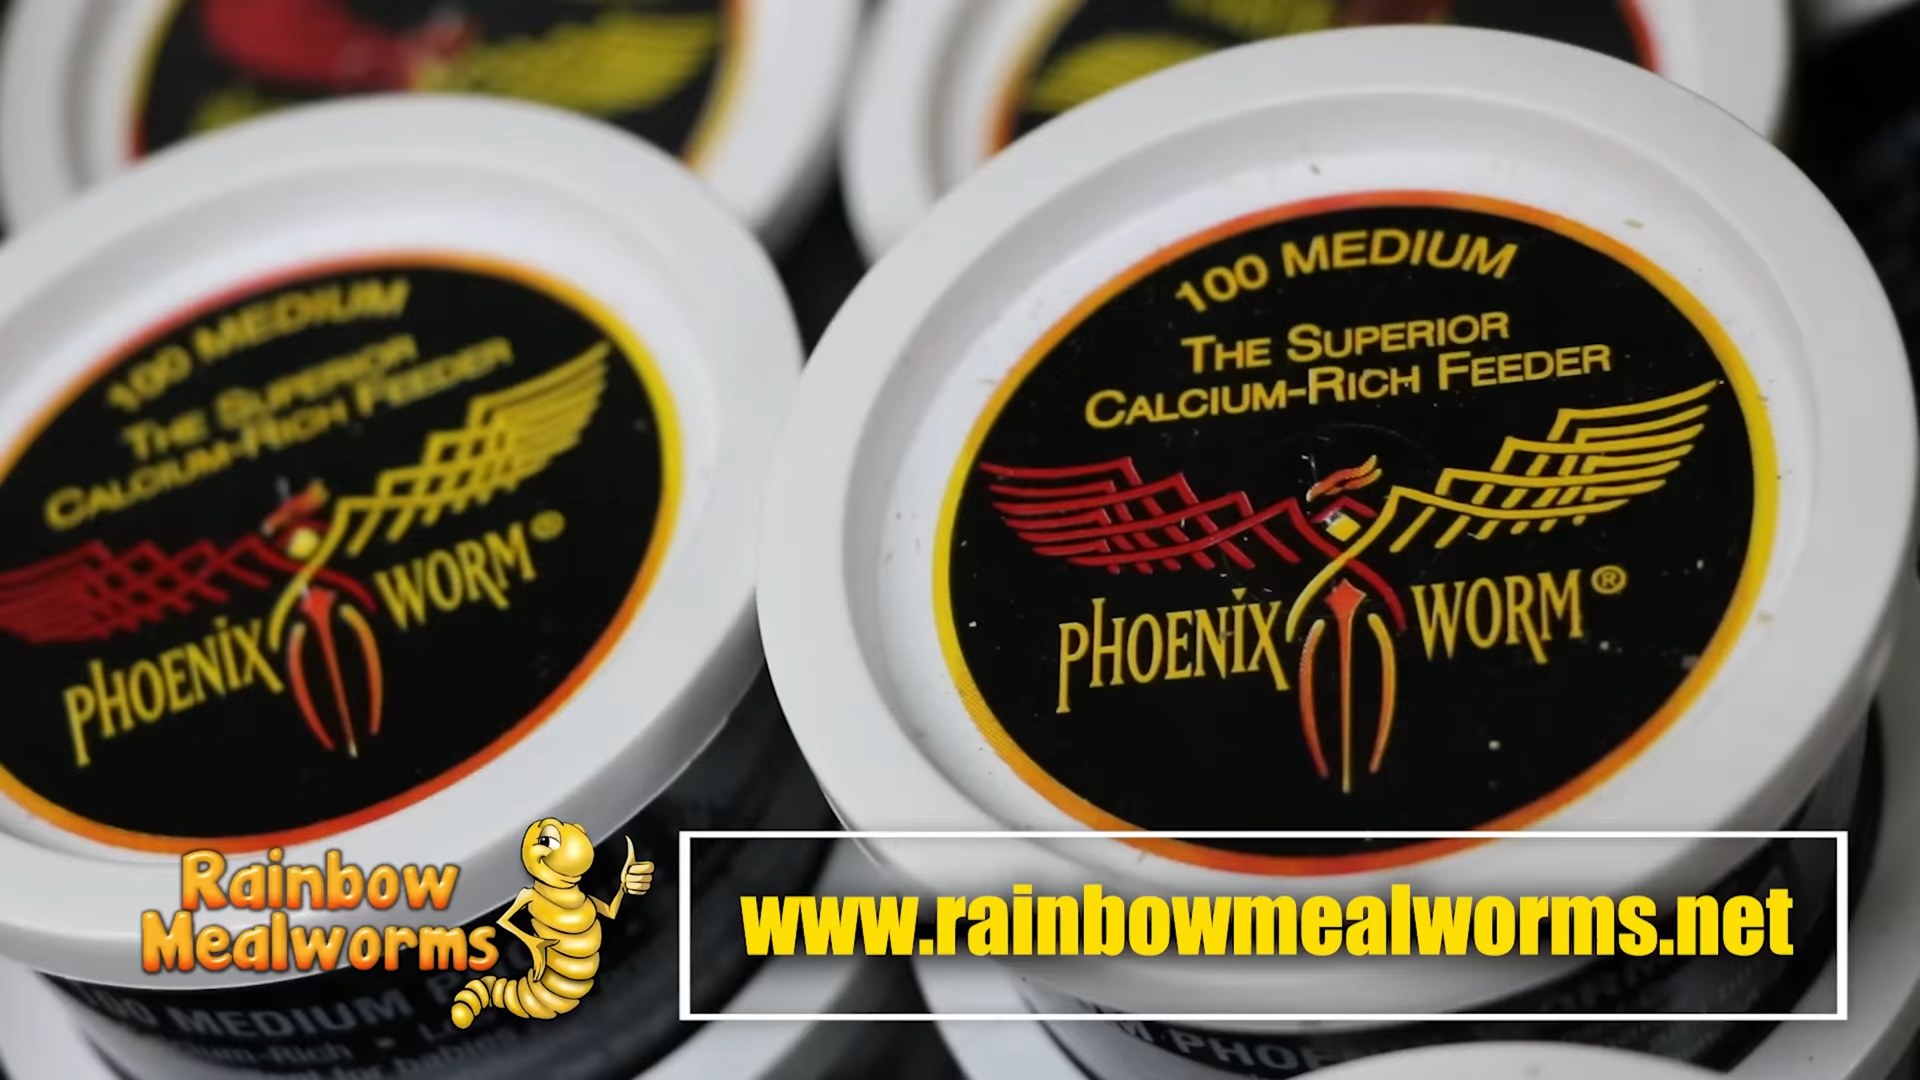 100 MEDIUM
THE SUPERIOR
CALCIUM-RICH FEEDER
PHOENIX WORM®
100 MEDIUM
THE SUPERIOR
CALCIUM-RICH FEEDER
PHOENIX WORM®
Rainbow
Mealworms
www.rainbowmealworms.net
100 MEDIUM